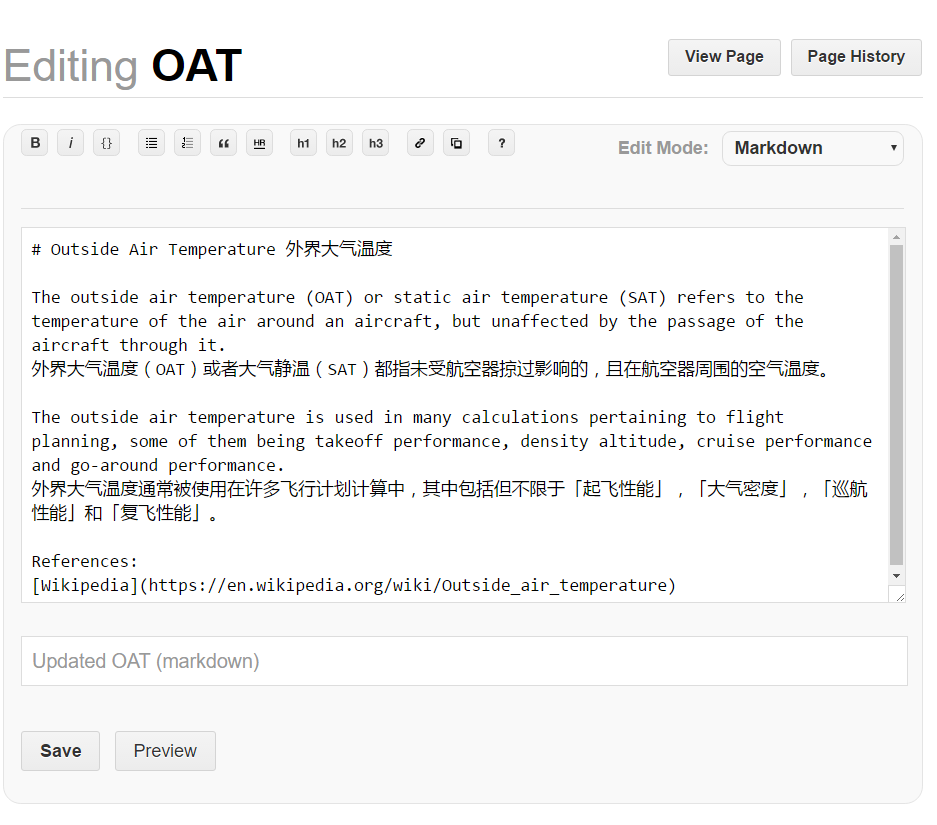 Editing OAT
View Page
Page History
B i {} “ HR h1 h2 h3 ?
Edit Mode: Markdown
# Outside Air Temperature 外界大气温度
The outside air temperature (OAT) or static air temperature (SAT) refers to the
temperature of the air around an aircraft, but unaffected by the passage of the
aircraft through it.
外界大气温度（OAT）或者大气静温（SAT）都指未受航空器掠过影响的，且在航空器周围的空气温度。
The outside air temperature is used in many calculations pertaining to flight
planning, some of them being takeoff performance, density altitude, cruise performance
and go-around performance.
外界大气温度通常被使用在许多飞行计划计算中，其中包括但不限于「起飞性能」，「大气密度」，「巡航
性能」和「复飞性能」。
References:
[Wikipedia](https://en.wikipedia.org/wiki/Outside_air_temperature)
Updated OAT (markdown)
Save
Preview